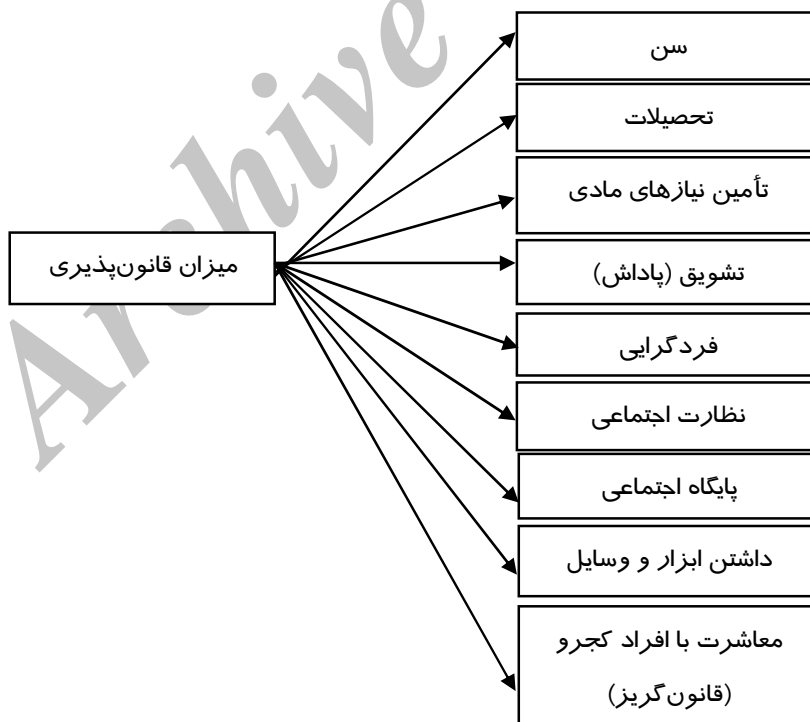 سن
تحصیلات
تأمین نیازهای مادی
میزان قانون‌پذیری
تشویق (پاداش)
فردگرایی
نظارت اجتماعی
پایگاه اجتماعی
داشتن ابزار و وسایل
معاشرت با افراد کجرو
(قانون‌گریز)
Archive